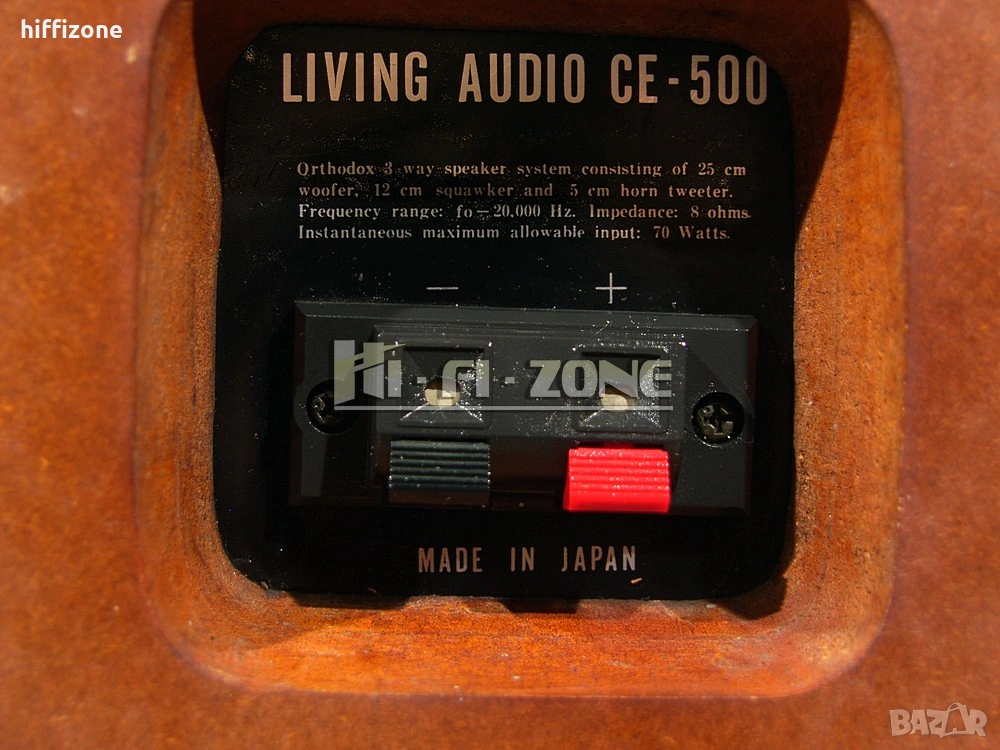 hiffizone
LIVING AUDIO CE-500
Orthodox 3 way speaker system consisting of 25 cm
woofer, 12 cm squawker and 5 cm horn tweeter.
Frequency range: fo—20,000 Hz. Impedance: 8 ohms.
Instantaneous maximum allowable input: 70 Watts.
— +
Hi-Fi-ZONE
MADE IN JAPAN
BAZAR